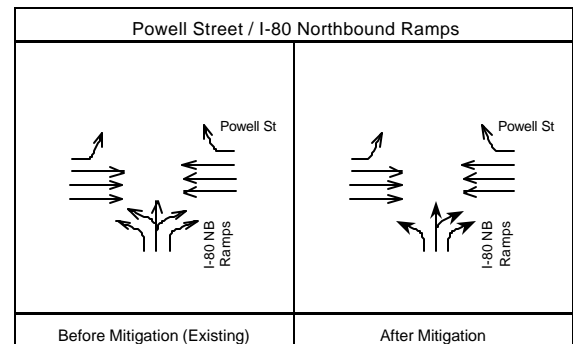 Powell Street / I-80 Northbound Ramps
Powell St
I-80 NB
Ramps
Powell St
I-80 NB
Ramps
Before Mitigation (Existing)
After Mitigation